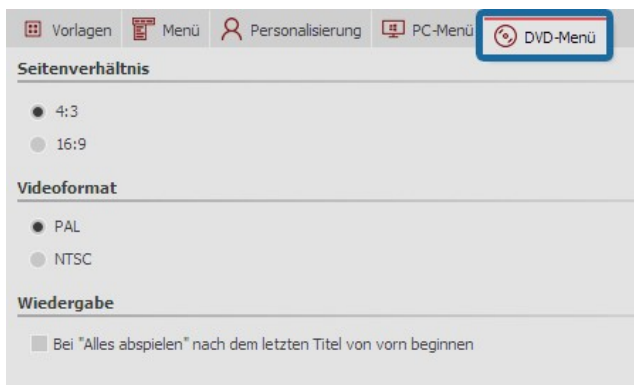 Vorlagen Menü Personalisierung PC-Menü DVD-Menü
Seitenverhältnis
4:3
16:9
Videoformat
PAL
NTSC
Wiedergabe
Bei "Alles abspielen" nach dem letzten Titel von vorn beginnen